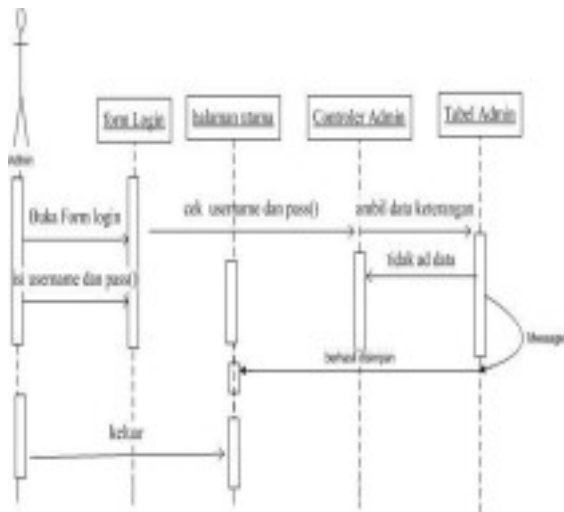 form Login
halaman utama
Controler Admin
Tabel Admin
Admin
cek username dan pass()
ambil data keterangan
Buka Form login
tidak ad data
isi username dan pass()
Message
berhasil disimpan
keluar